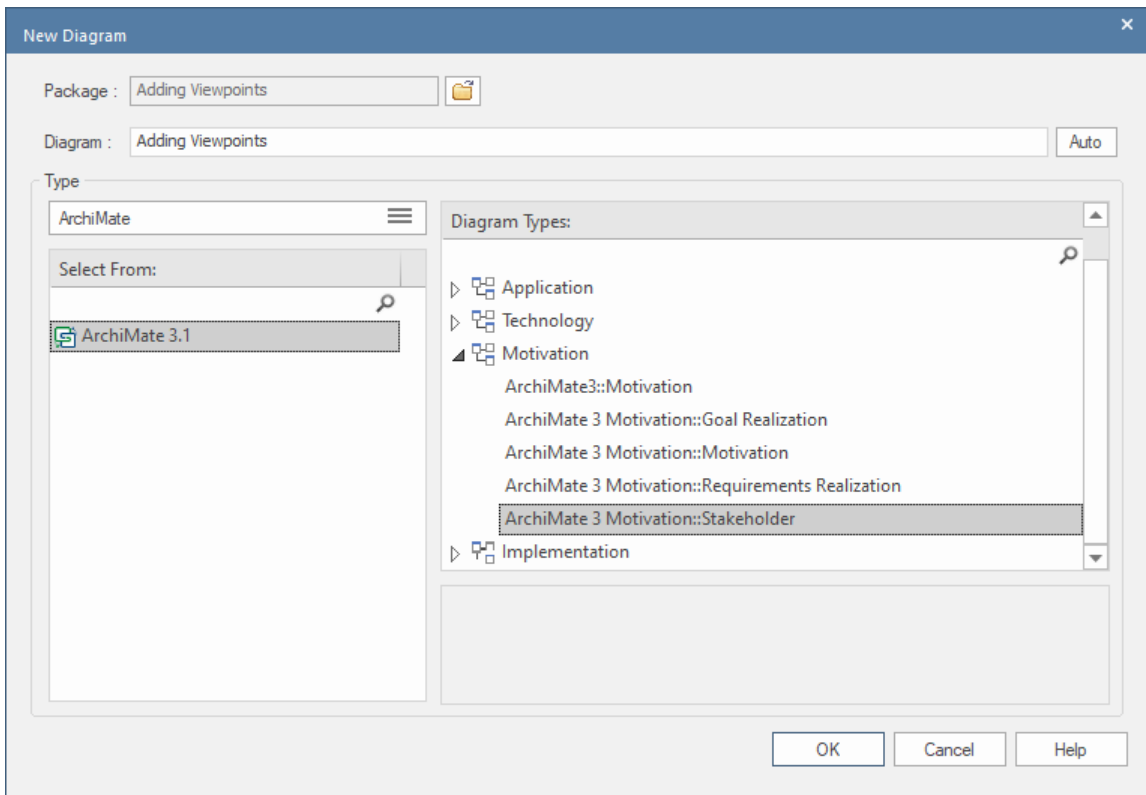 New Diagram
Package :
Adding Viewpoints
Diagram :
Adding Viewpoints
Auto
Type
ArchiMate
Select From:
ArchiMate 3.1
Diagram Types:
Application
Technology
Motivation
ArchiMate3::Motivation
ArchiMate 3 Motivation::Goal Realization
ArchiMate 3 Motivation::Motivation
ArchiMate 3 Motivation::Requirements Realization
ArchiMate 3 Motivation::Stakeholder
Implementation
OK
Cancel
Help